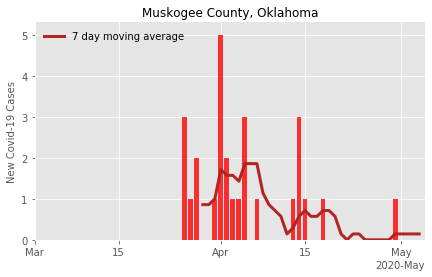 Muskogee County, Oklahoma
7 day moving average
New Covid-19 Cases
5
4
3
2
1
0
Mar
15
Apr
15
May
2020-May